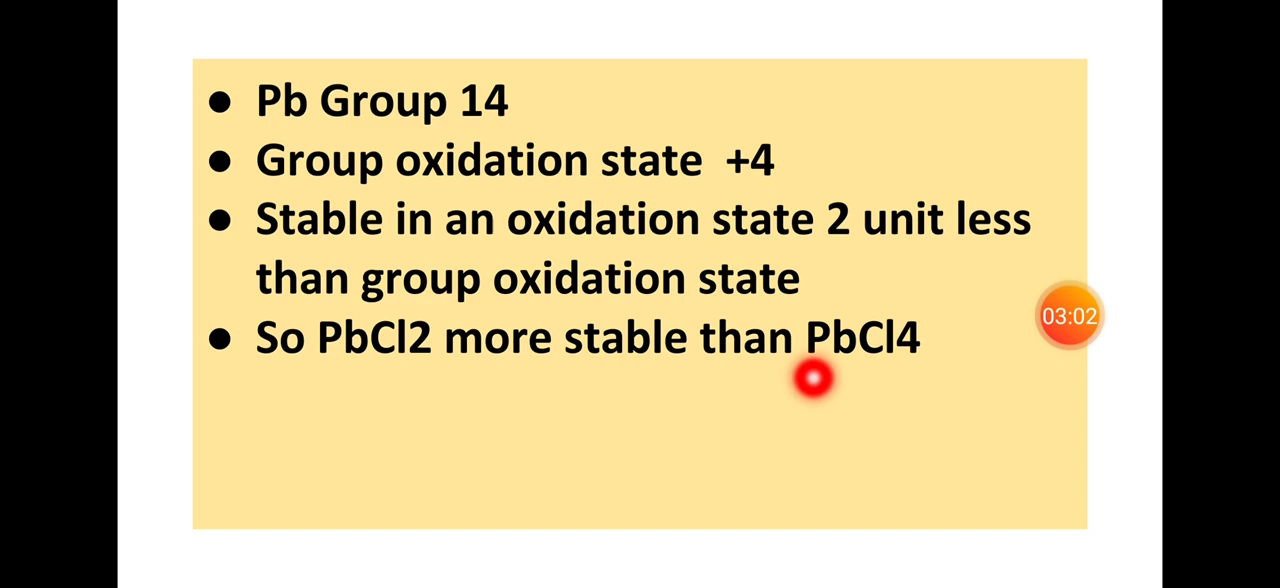 ● Pb Group 14
● Group oxidation state +4
● Stable in an oxidation state 2 unit less
than group oxidation state
● So PbCl2 more stable than PbCl4
03:02